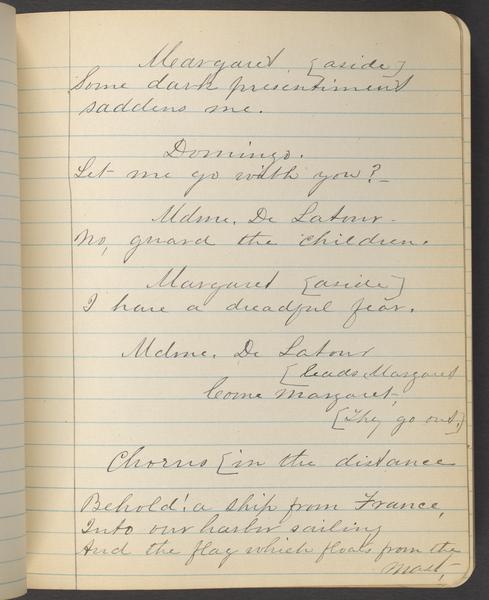 Margaret [aside]
Some dark presentiment
saddens me.
Domingo.
Let me go with you?
Mdme. De Latour.
No, guard the children.
Margaret [aside]
I have a dreadful fear.
Mdme. De Latour
[leads Margaret
Come Margaret,
[They go out.]
Chorus [in the distance
Behold! a ship from France,
Into our harbor sailing
And the flag which floats from the
mast,